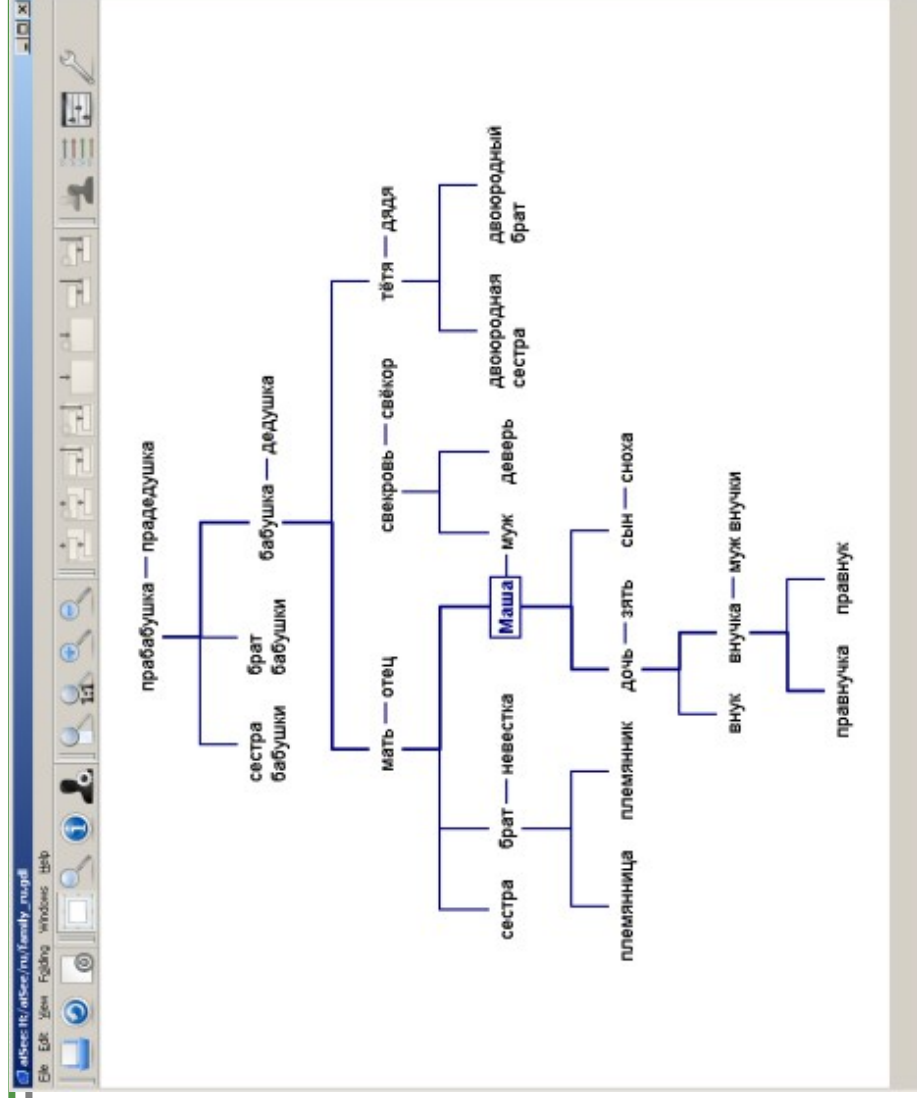 aiSee: H:/aiSee/ru/family_ru.gdl
File Edit View Folding Windows Help
1:1
прабабушка — прадедушка
сестра
бабушки
брат
бабушки
бабушка — дедушка
мать — отец
свекровь — свёкор
тётя — дядя
сестра
брат — невестка
Маша — муж
деверь
двоюродная
сестра
двоюродный
брат
племянница
племянник
дочь — зять
сын — сноха
внук
внучка — муж внучки
правнучка
правнук